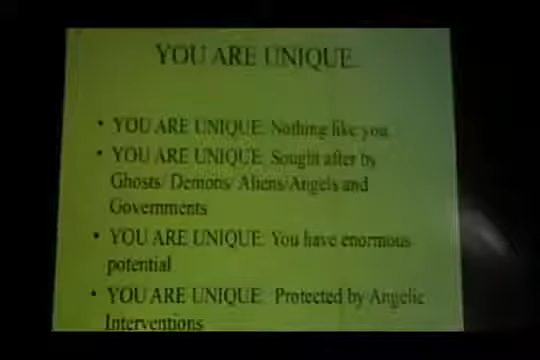 YOU ARE UNIQUE.
• YOU ARE UNIQUE: Nothing like you.
• YOU ARE UNIQUE: Sought after by
Ghosts/ Demons/ Aliens/Angels and
Governments
• YOU ARE UNIQUE: You have enormous
potential
• YOU ARE UNIQUE: Protected by Angelic
Interventions